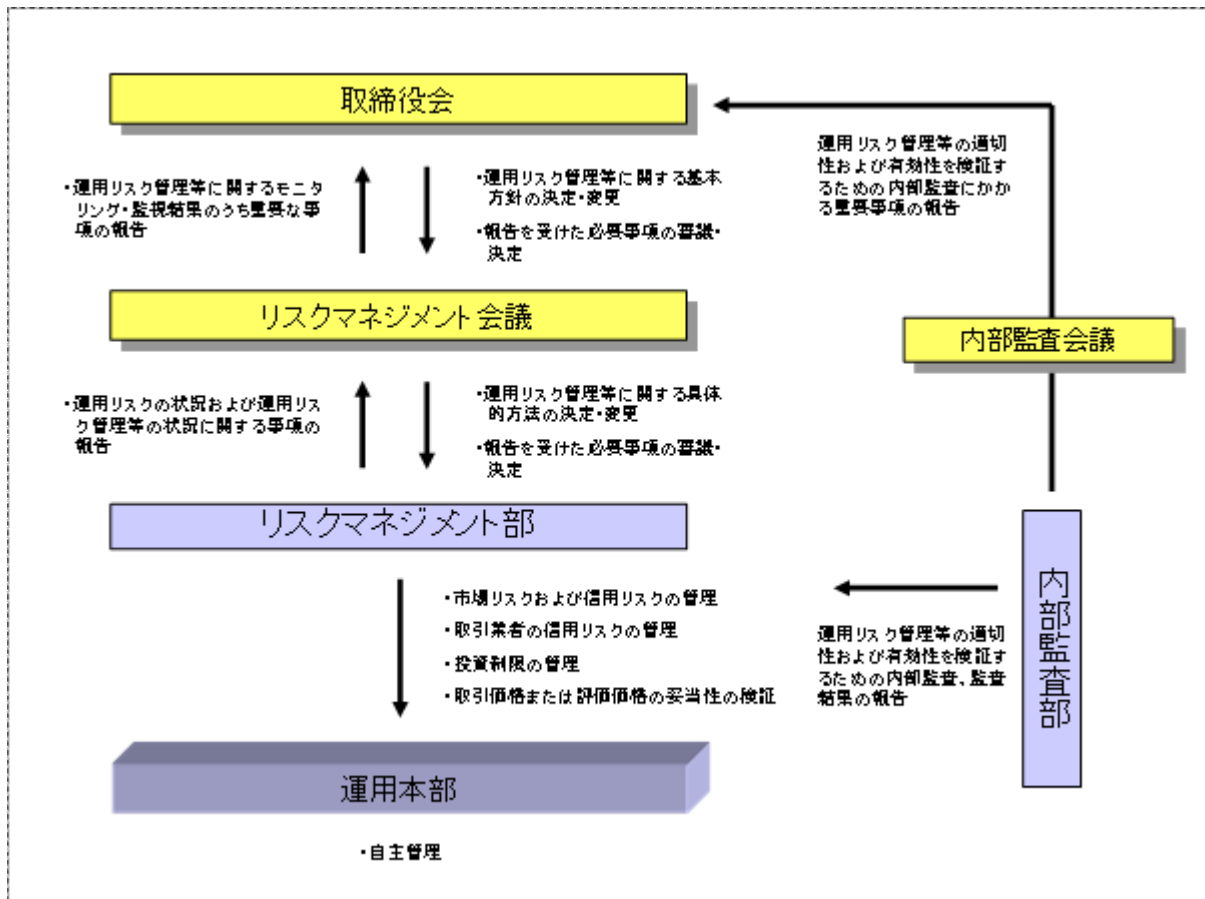 取締役会
・運用リスク管理等に関するモニ
タリング・監視結果のうち重要な事
項の報告
・運用リスク管理等に関する基本
方針の決定・変更
・報告を受けた必要事項の審議・
決定
運用リスク管理等の適切
性および有効性を検証す
るための内部監査にかか
る重要事項の報告
リスクマネジメント会議
内部監査会議
・運用リスクの状況および運用リス
ク管理等の状況に関する事項の
報告
・運用リスク管理等に関する具体
的方法の決定・変更
・報告を受けた必要事項の審議・
決定
リスクマネジメント部
・市場リスクおよび信用リスクの管理
・取引業者の信用リスクの管理
・投資制限の管理
・取引価格または評価価格の妥当性の検証
運用リスク管理等の適切
性および有効性を検証す
るための内部監査、監査
結果の報告
内部監査部
運用本部
・自主管理